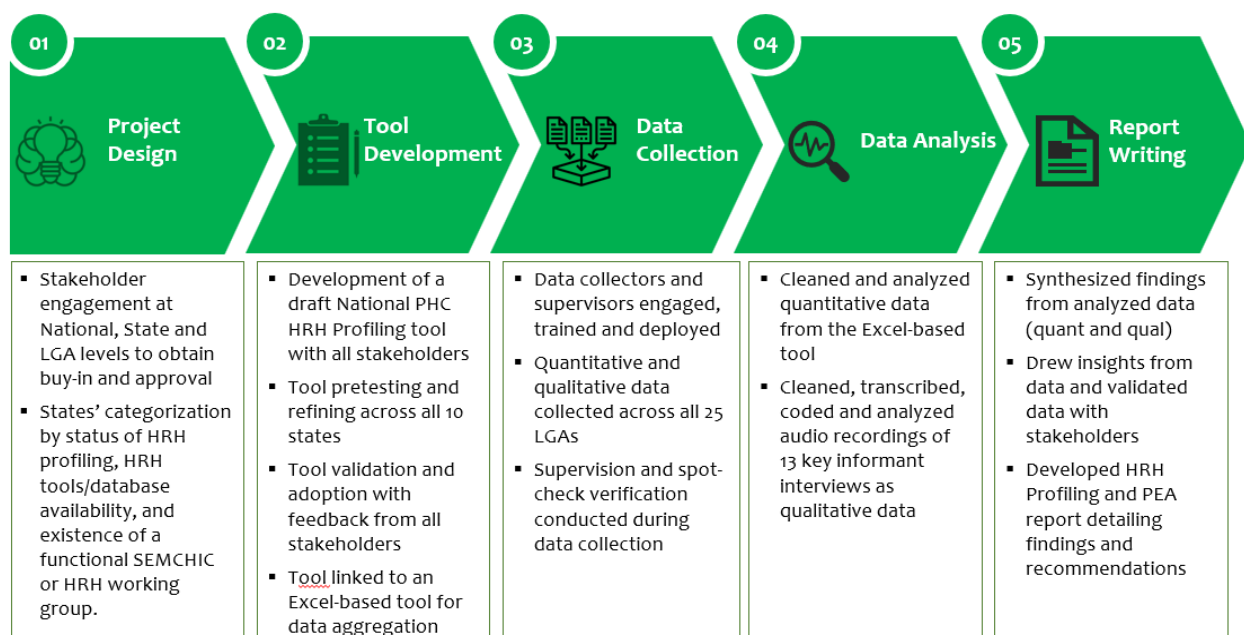 01
Project
Design
02
Tool
Development
03
Data
Collection
04
Data Analysis
05
Report
Writing
▪ Stakeholder
engagement at
National, State and
LGA levels to obtain
buy-in and approval
▪ States’ categorization
by status of HRH
profiling, HRH
tools/database
availability, and
existence of a
functional SEMCHIC
or HRH working
group.
▪ Development of a
draft National PHC
HRH Profiling tool
with all stakeholders
▪ Tool pretesting and
refining across all 10
states
▪ Tool validation and
adoption with
feedback from all
stakeholders
▪ Tool linked to an
Excel-based tool for
data aggregation
▪ Data collectors and
supervisors engaged,
trained and deployed
▪ Quantitative and
qualitative data
collected across all 25
LGAs
▪ Supervision and spot-
check verification
conducted during
data collection
▪ Cleaned and analyzed
quantitative data
from the Excel-based
tool
▪ Cleaned, transcribed,
coded and analyzed
audio recordings of
13 key informant
interviews as
qualitative data
▪ Synthesized findings
from analyzed data
(quant and qual)
▪ Drew insights from
data and validated
data with
stakeholders
▪ Developed HRH
Profiling and PEA
report detailing
findings and
recommendations